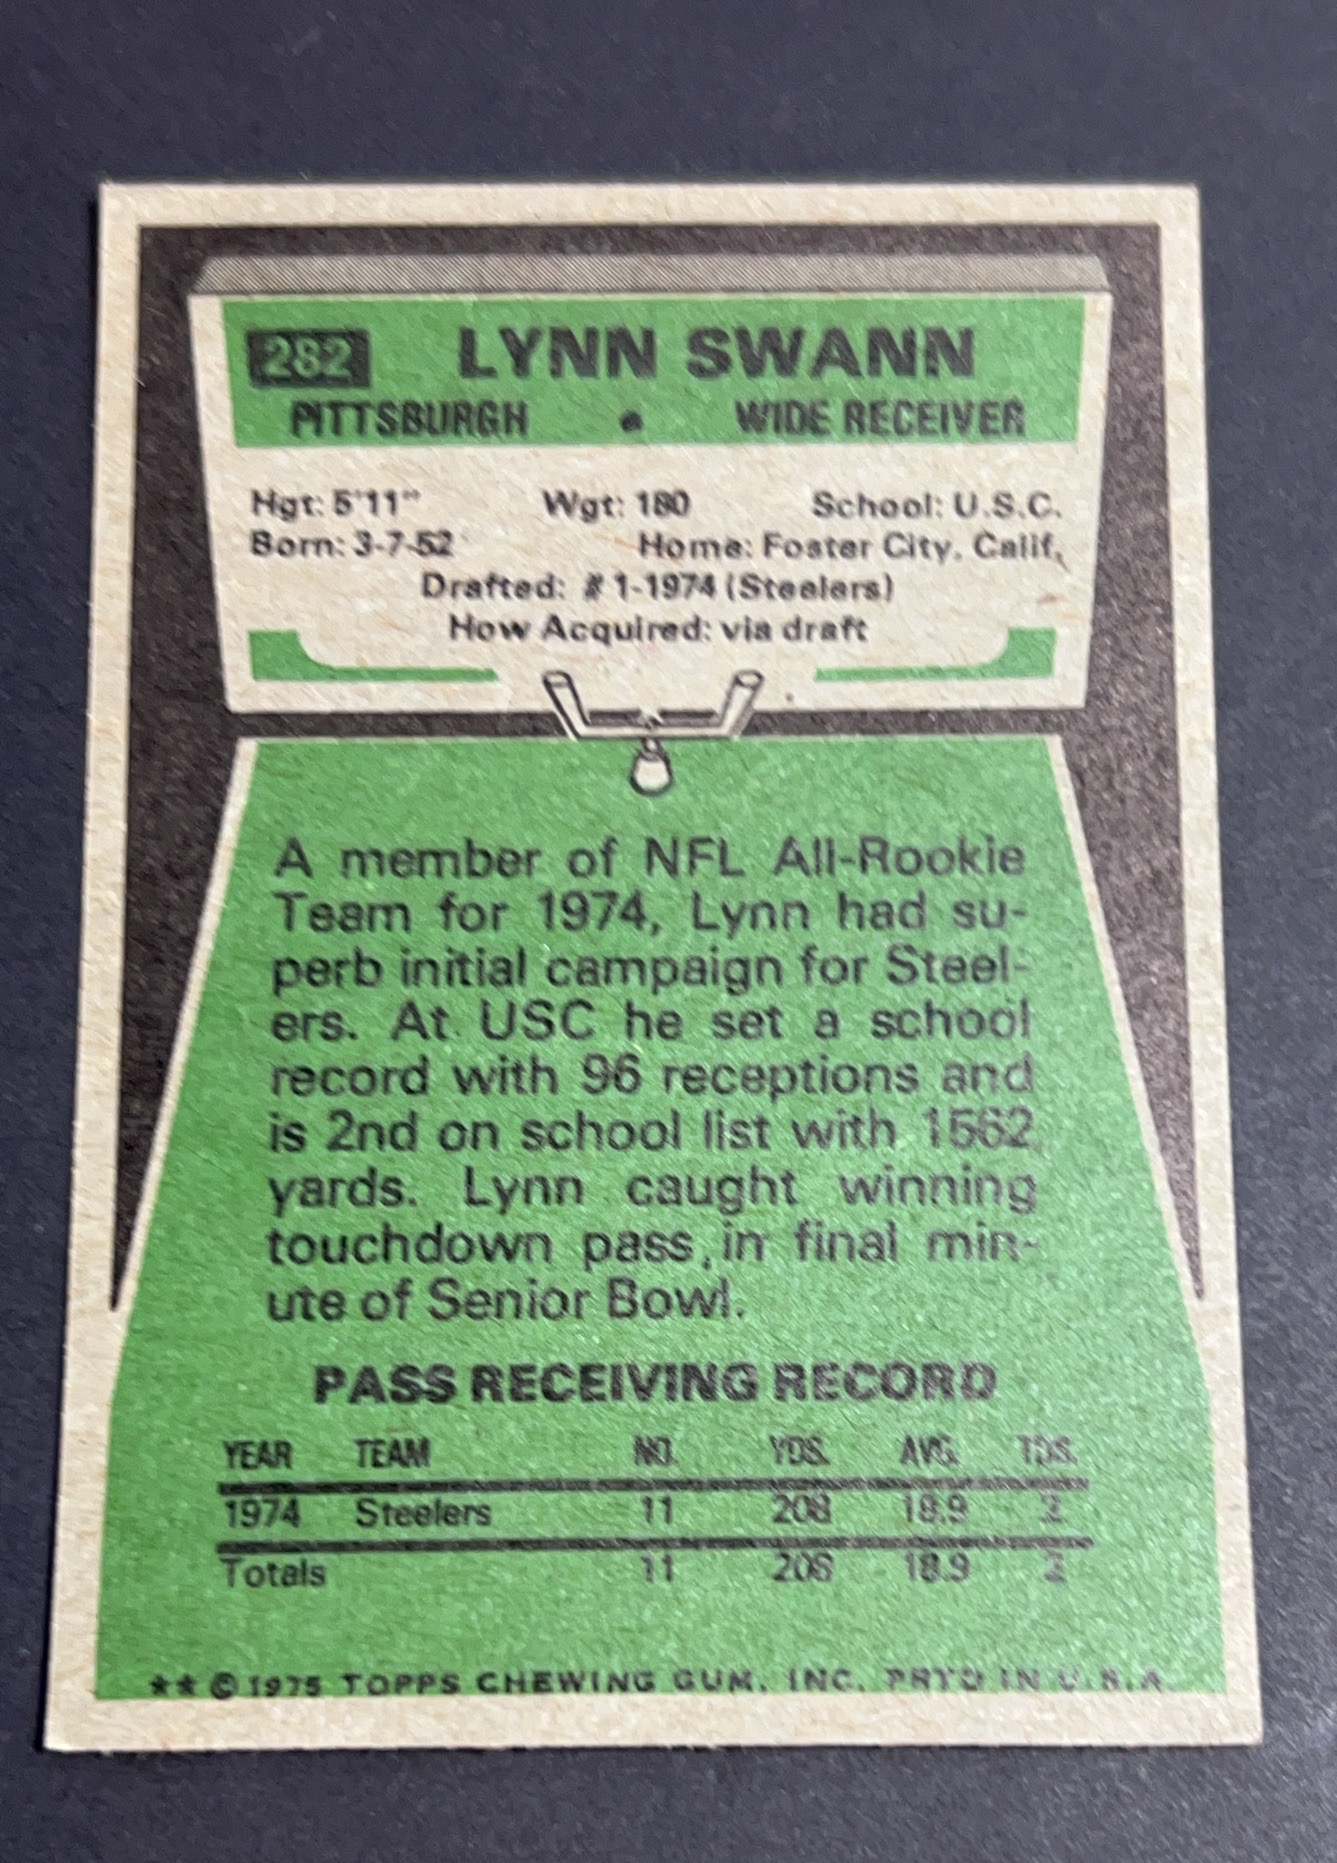 282 LYNN SWANN
PITTSBURGH • WIDE RECEIVER
Hgt: 5'11" Wgt: 180 School: U.S.C.
Born: 3-7-52 Home: Foster City, Calif.
Drafted: #1-1974 (Steelers)
How Acquired: via draft
A member of NFL All-Rookie
Team for 1974, Lynn had su-
perb initial campaign for Steel-
ers. At USC he set a school
record with 96 receptions and
is 2nd on school list with 1562
yards. Lynn caught winning
touchdown pass in final min-
ute of Senior Bowl.
PASS RECEIVING RECORD
YEAR TEAM NO. YDS. AVG. TDS.
1974 Steelers 11 208 18.9 2
Totals 11 208 18.9 2
** © 1975 TOPPS CHEWING GUM, INC. PRTD IN U.S.A.